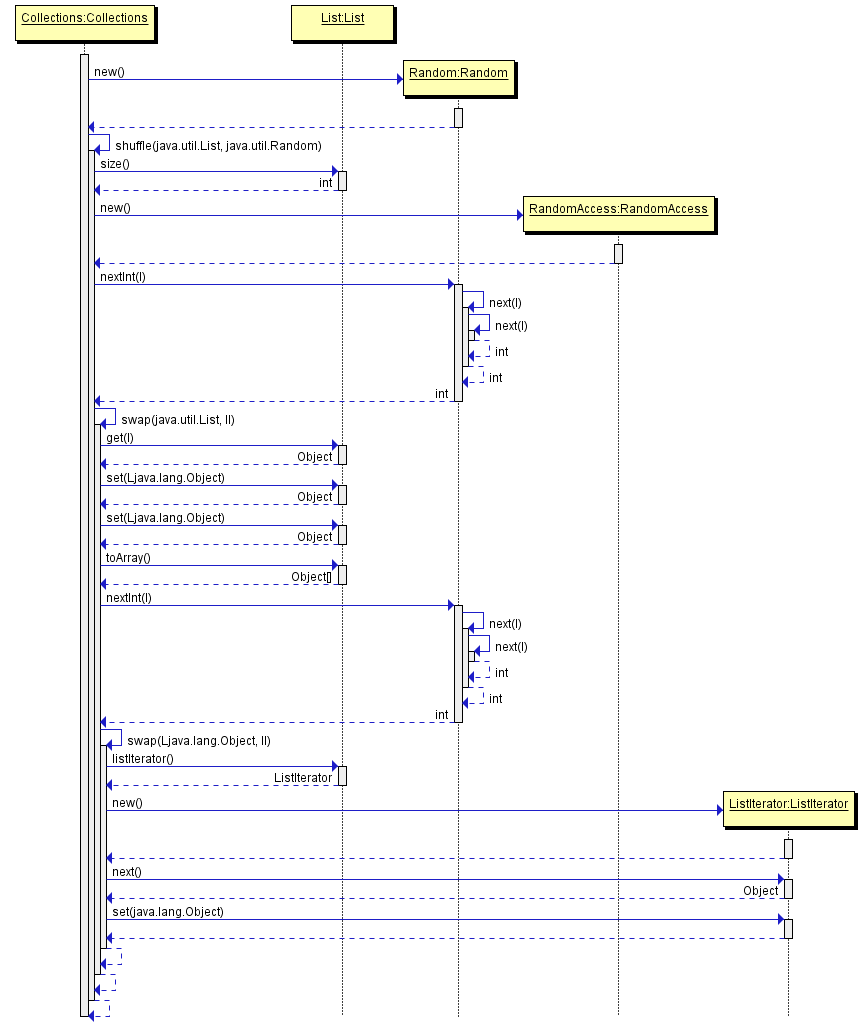 Collections:Collections
List:List
new()
Random:Random
shuffle(java.util.List, java.util.Random)
size()
int
new()
RandomAccess:RandomAccess
nextInt(I)
next(I)
next(I)
int
int
int
swap(java.util.List, II)
get(I)
Object
set(Ljava.lang.Object)
Object
set(Ljava.lang.Object)
Object
toArray()
Object[]
nextInt(I)
next(I)
next(I)
int
int
int
swap(Ljava.lang.Object, II)
listIterator()
ListIterator
new()
ListIterator:ListIterator
next()
Object
set(java.lang.Object)